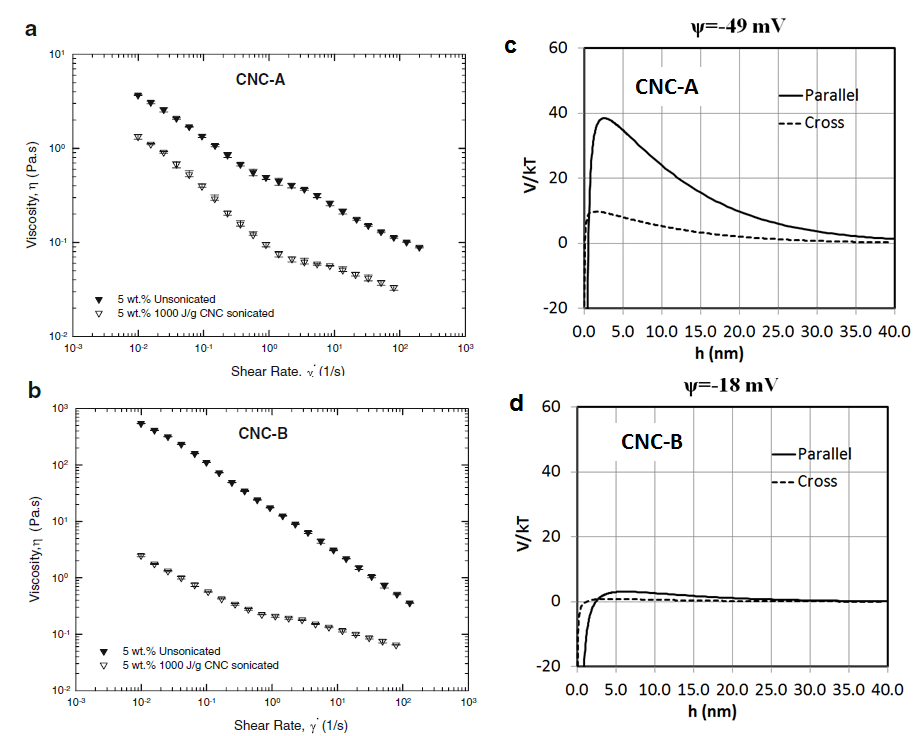 a
CNC-A
10^1
10^0
10^-1
10^-2
Viscosity, η (Pa.s)
5 wt.% Unsonicated
5 wt.% 1000 J/g CNC sonicated
10^-3 10^-2 10^-1 10^0 10^1 10^2 10^3
Shear Rate, γ˙ (1/s)
b
CNC-B
10^3
10^2
10^1
10^0
10^-1
10^-2
Viscosity, η (Pa.s)
5 wt.% Unsonicated
5 wt.% 1000 J/g CNC sonicated
10^-3 10^-2 10^-1 10^0 10^1 10^2 10^3
Shear Rate, γ˙ (1/s)
ψ=-49 mV
c
CNC-A
Parallel
Cross
60
40
20
0
-20
V/kT
0.0 5.0 10.0 15.0 20.0 25.0 30.0 35.0 40.0
h (nm)
ψ=-18 mV
d
CNC-B
Parallel
Cross
60
40
20
0
-20
V/kT
0.0 5.0 10.0 15.0 20.0 25.0 30.0 35.0 40.0
h (nm)